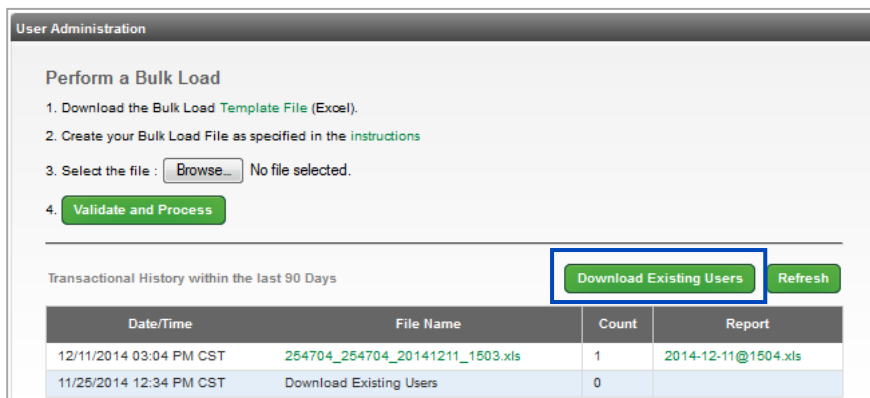 User Administration
Perform a Bulk Load
1. Download the Bulk Load Template File (Excel).
2. Create your Bulk Load File as specified in the instructions
3. Select the file : Browse... No file selected.
4. Validate and Process
Transactional History within the last 90 Days Download Existing Users Refresh
Date/Time File Name Count Report
12/11/2014 03:04 PM CST 254704_254704_20141211_1503.xls 1 2014-12-11@1504.xls
11/25/2014 12:34 PM CST Download Existing Users 0